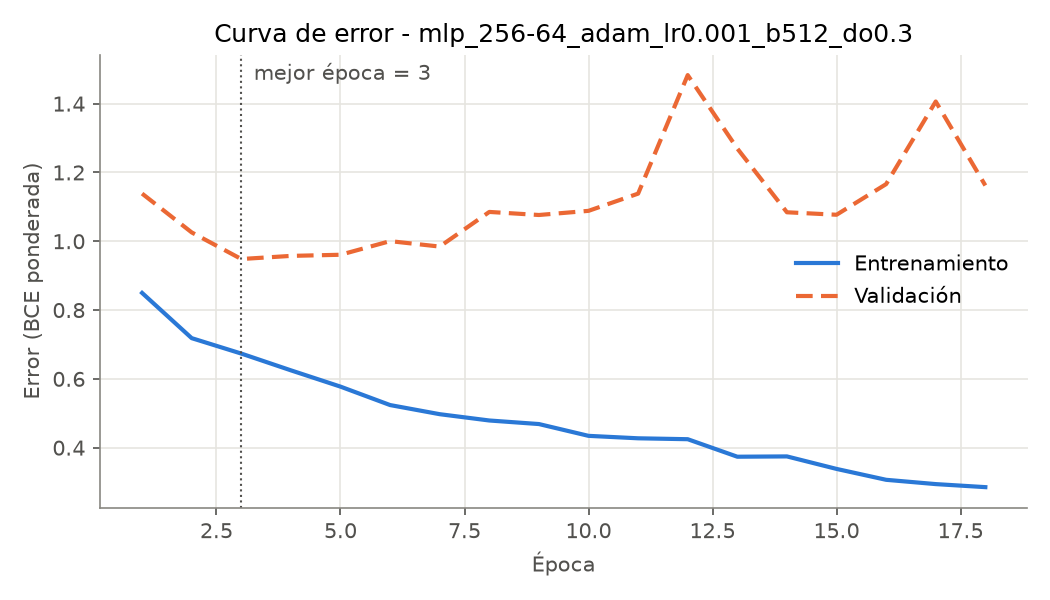 Curva de error - mlp_256-64_adam_lr0.001_b512_do0.3
mejor época = 3
1.4
1.2
1.0
0.8
0.6
0.4
Error (BCE ponderada)
Entrenamiento
Validación
2.5 5.0 7.5 10.0 12.5 15.0 17.5
Época